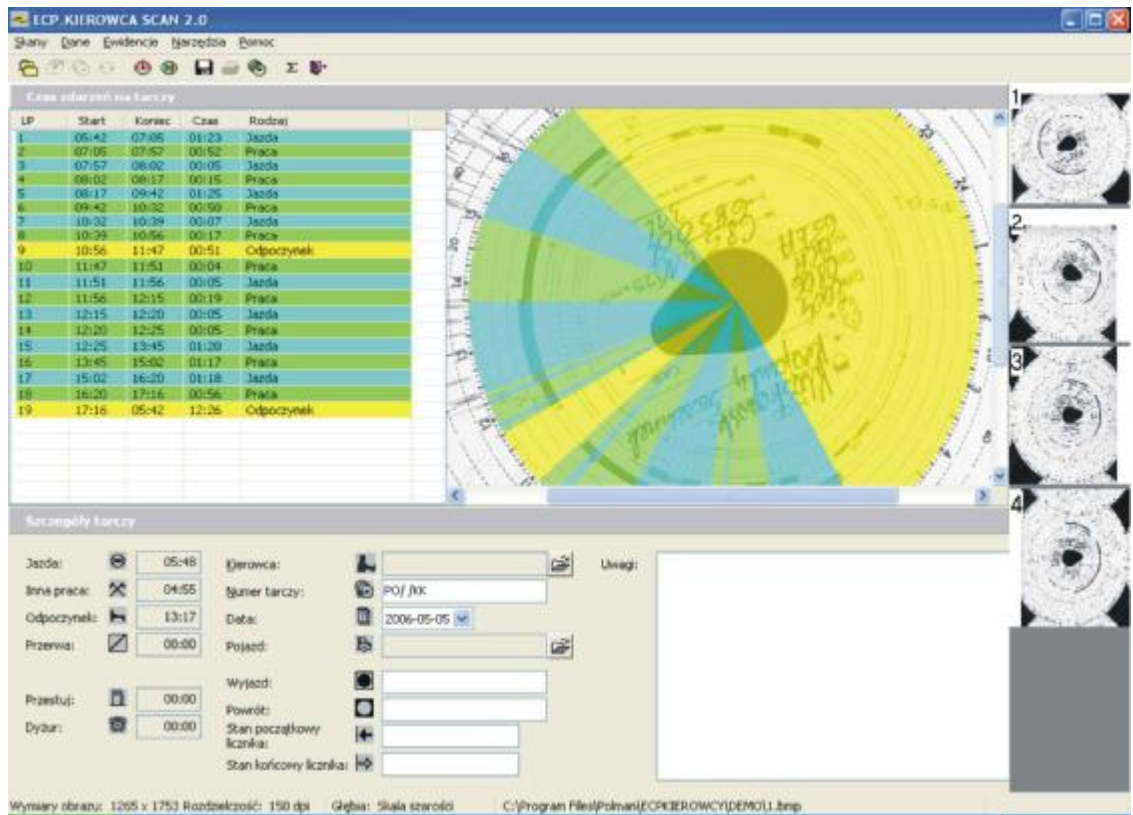 ECP.KIEROWCA SCAN 2.0
Skany Dane Ewidencje Narzędzia Pomoc
Czas zdarzeń na tarczy
LP Start Koniec Czas Rodzaj
1 05:42 07:05 01:23 Jazda
2 07:05 07:57 00:52 Praca
3 07:57 08:02 00:05 Jazda
4 08:02 08:17 00:15 Praca
5 08:17 09:42 01:25 Jazda
6 09:42 10:32 00:50 Praca
7 10:32 10:39 00:07 Jazda
8 10:39 10:56 00:17 Praca
9 10:56 11:47 00:51 Odpoczynek
10 11:47 11:51 00:04 Praca
11 11:51 11:56 00:05 Jazda
12 11:56 12:15 00:19 Praca
13 12:15 12:20 00:05 Jazda
14 12:20 12:25 00:05 Praca
15 12:25 13:45 01:20 Jazda
16 13:45 15:02 01:17 Praca
17 15:02 16:20 01:18 Jazda
18 16:20 17:16 00:56 Praca
19 17:16 05:42 12:26 Odpoczynek
1
2
3
4
Szczegóły tarczy
Jazda: 05:48 Kierowca: Uwagi:
Inna praca: 04:55 Numer tarczy: PO/ /KK
Odpoczynek: 13:17 Data: 2006-05-05
Przerwa: 00:00 Pojazd:
Wyjazd:
Przestój: 00:00 Powrót:
Dyżur: 00:00 Stan początkowy licznika:
Stan końcowy licznika:
Wymiary obrazu: 1265 x 1753 Rozdzielczość: 150 dpi Głębia: Skala szarości C:\Program Files\Polmani\ECPKIEROWCY\DEMO\1.bmp